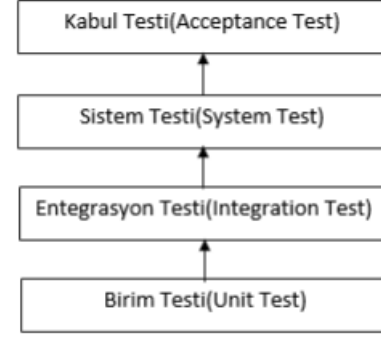 Kabul Testi(Acceptance Test)
Sistem Testi(System Test)
Entegrasyon Testi(Integration Test)
Birim Testi(Unit Test)